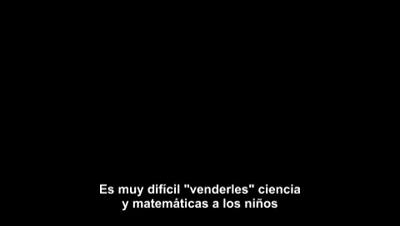 Es muy difícil "venderles" ciencia
y matemáticas a los niños